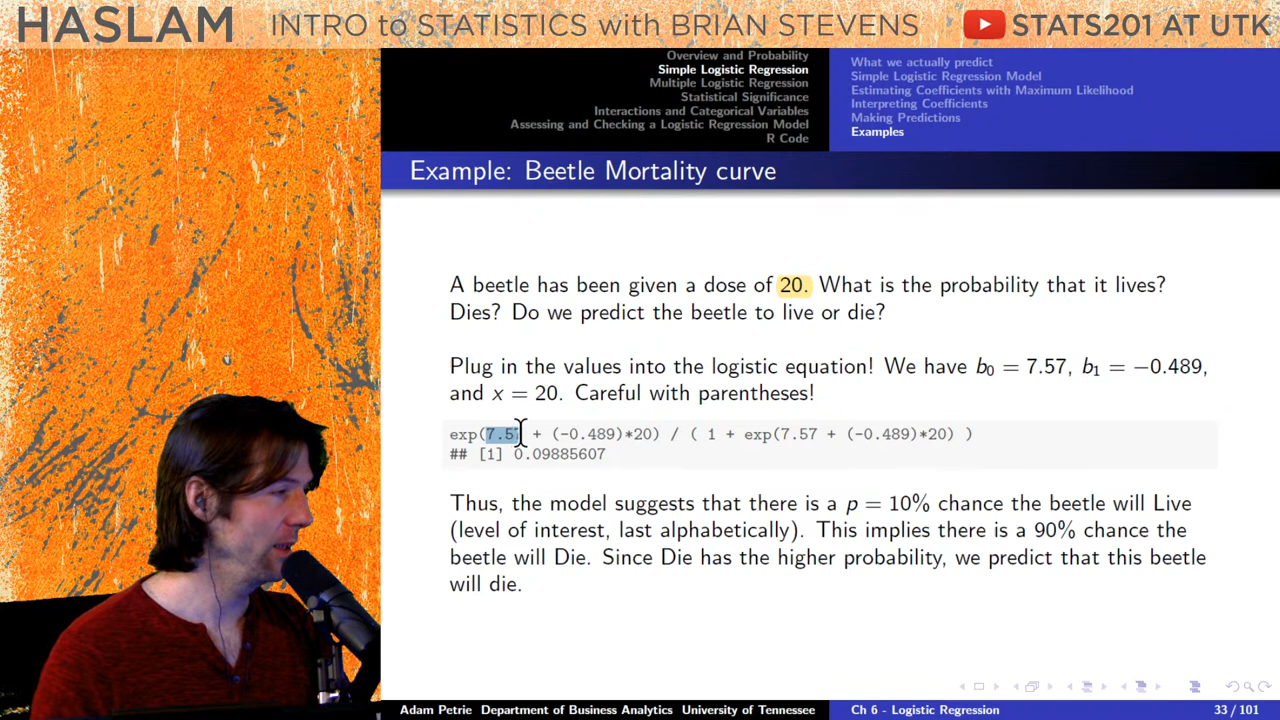 HASLAM INTRO to STATISTICS with BRIAN STEVENS STATS201 AT UTK
Overview and Probability
Simple Logistic Regression
Multiple Logistic Regression
Statistical Significance
Interactions and Categorical Variables
Assessing and Checking a Logistic Regression Model
R Code
What we actually predict
Simple Logistic Regression Model
Estimating Coefficients with Maximum Likelihood
Interpreting Coefficients
Making Predictions
Examples
Example: Beetle Mortality curve
A beetle has been given a dose of 20. What is the probability that it lives?
Dies? Do we predict the beetle to live or die?
Plug in the values into the logistic equation! We have b₀ = 7.57, b₁ = −0.489,
and x = 20. Careful with parentheses!
exp(7.57 + (-0.489)*20) / ( 1 + exp(7.57 + (-0.489)*20) )
## [1] 0.09885607
Thus, the model suggests that there is a p = 10% chance the beetle will Live
(level of interest, last alphabetically). This implies there is a 90% chance the
beetle will Die. Since Die has the higher probability, we predict that this beetle
will die.
Adam Petrie Department of Business Analytics University of Tennessee Ch 6 - Logistic Regression 33 / 101